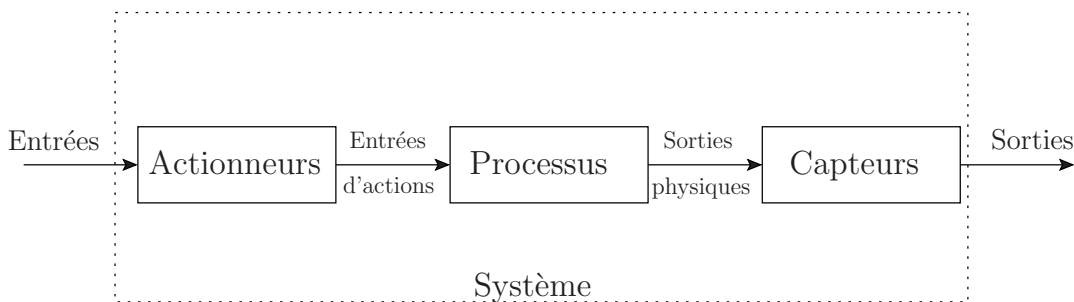 Entrées
Actionneurs
Entrées
d'actions
Processus
Sorties
physiques
Capteurs
Sorties
Système